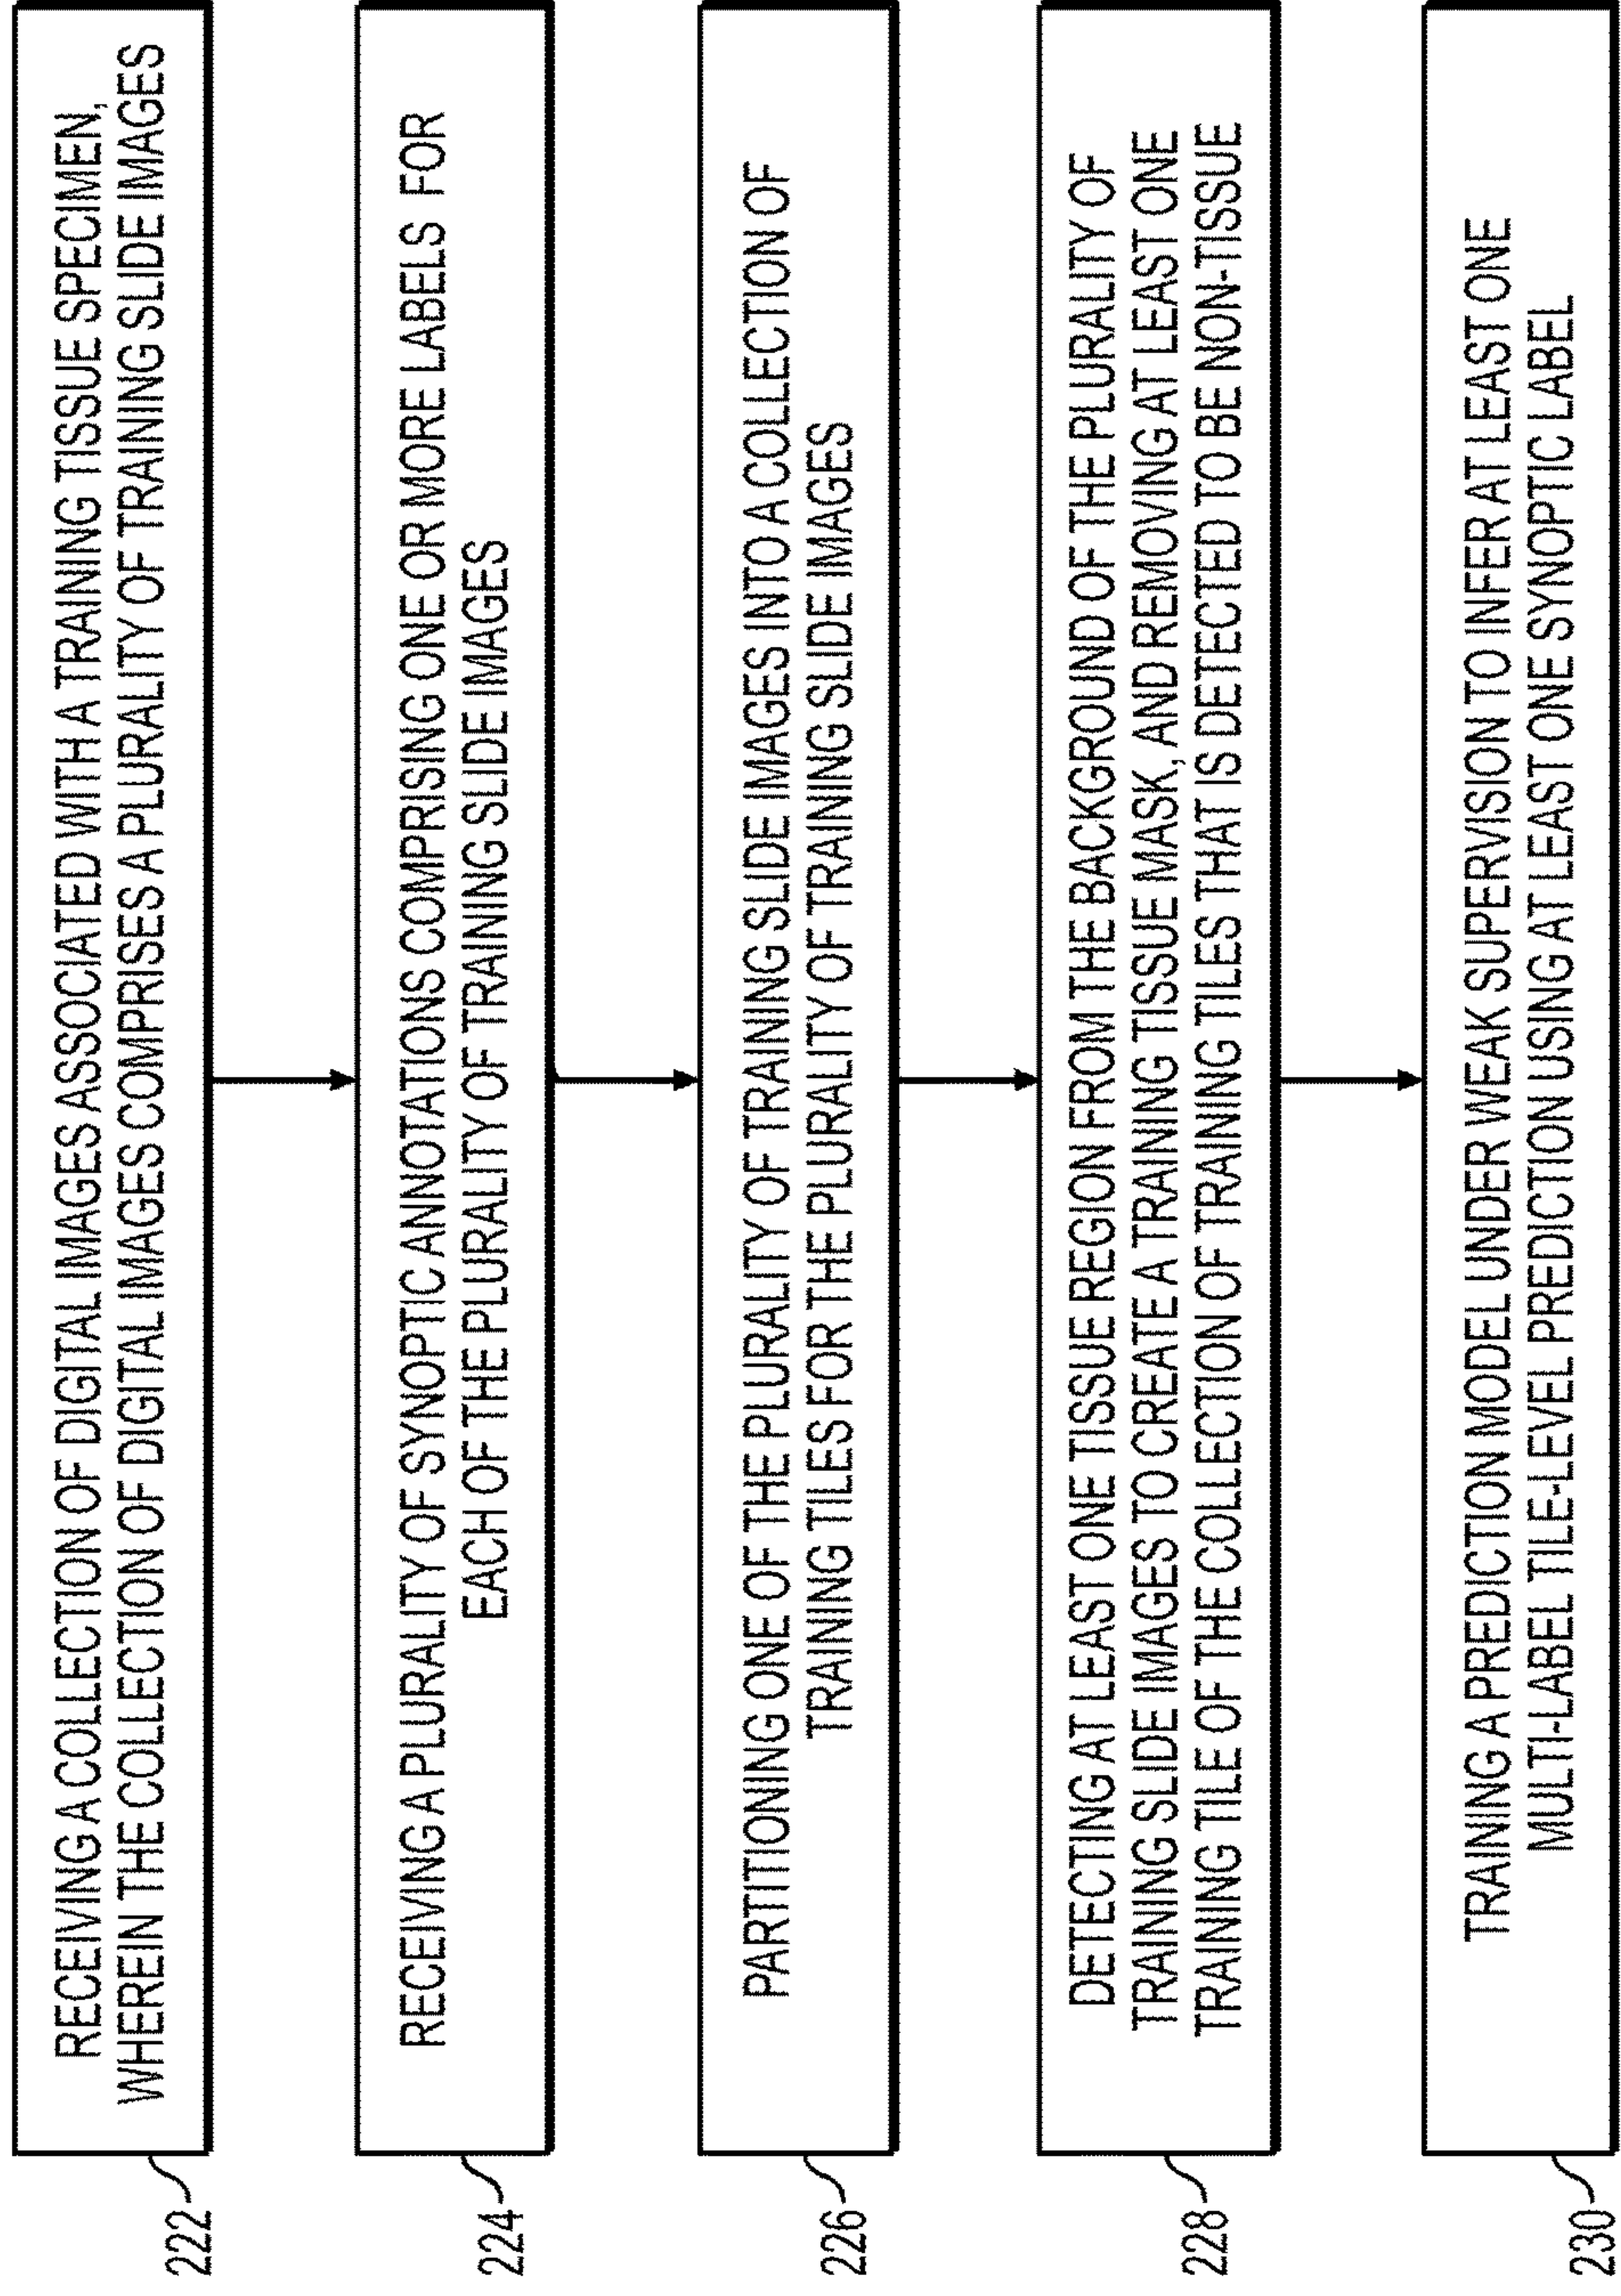 RECEIVING A COLLECTION OF DIGITAL IMAGES ASSOCIATED WITH A TRAINING TISSUE SPECIMEN,
WHEREIN THE COLLECTION OF DIGITAL IMAGES COMPRISES A PLURALITY OF TRAINING SLIDE IMAGES
222
RECEIVING A PLURALITY OF SYNOPTIC ANNOTATIONS COMPRISING ONE OR MORE LABELS FOR
EACH OF THE PLURALITY OF TRAINING SLIDE IMAGES
224
PARTITIONING ONE OF THE PLURALITY OF TRAINING SLIDE IMAGES INTO A COLLECTION OF
TRAINING TILES FOR THE PLURALITY OF TRAINING SLIDE IMAGES
226
DETECTING AT LEAST ONE TISSUE REGION FROM THE BACKGROUND OF THE PLURALITY OF
TRAINING SLIDE IMAGES TO CREATE A TRAINING TISSUE MASK, AND REMOVING AT LEAST ONE
TRAINING TILE OF THE COLLECTION OF TRAINING TILES THAT IS DETECTED TO BE NON-TISSUE
228
TRAINING A PREDICTION MODEL UNDER WEAK SUPERVISION TO INFER AT LEAST ONE
MULTI-LABEL TILE-LEVEL PREDICTION USING AT LEAST ONE SYNOPTIC LABEL
230